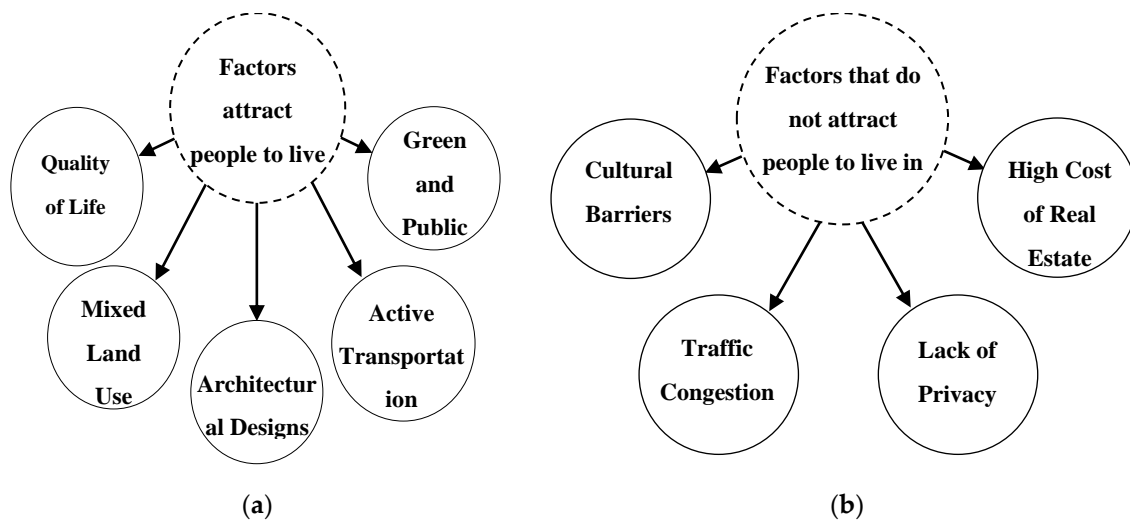 Factors
attract
people to live
Quality
of Life
Mixed
Land
Use
Architectur
al Designs
Active
Transportat
ion
Green
and
Public
(a)
Factors that do
not attract
people to live in
Cultural
Barriers
Traffic
Congestion
Lack of
Privacy
High Cost
of Real
Estate
(b)